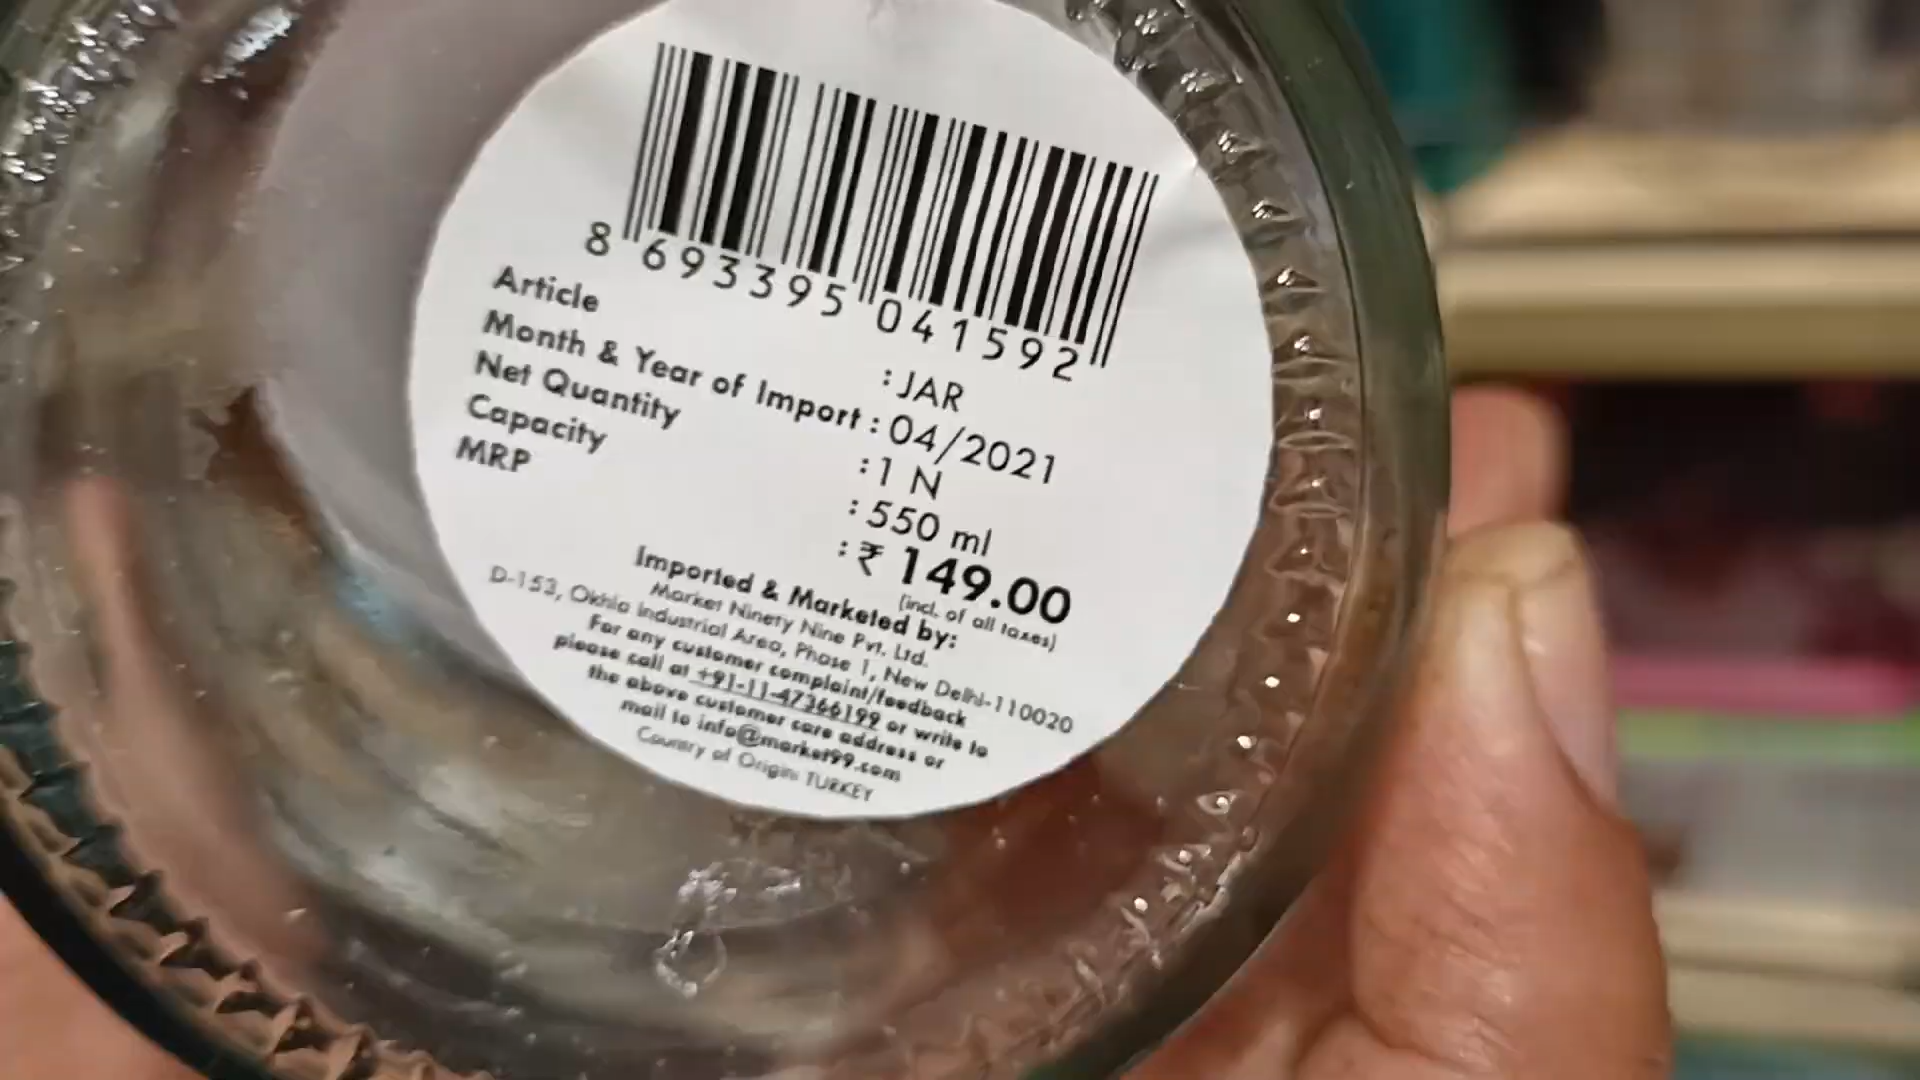 8 693395 041592
Article : JAR
Month & Year of Import : 04/2021
Net Quantity : 1 N
Capacity : 550 ml
MRP : ₹ 149.00
(incl. of all taxes)
Imported & Marketed by:
Market Ninety Nine Pvt. Ltd.
D-153, Okhla Industrial Area, Phase 1, New Delhi-110020
For any customer complaint/feedback
please call at +91-11-47366199 or write to
the above customer care address or
mail to info@market99.com
Country of Origin: TURKEY